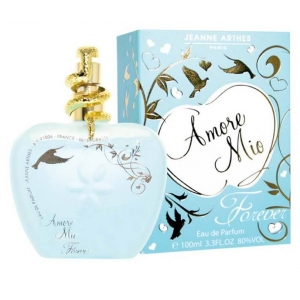 JEANNE ARTHES
PARIS
Amore
Mio
Forever
Eau de Parfum
100ml 3.3FL.OZ 80%VOL
Amore
Mio
Forever